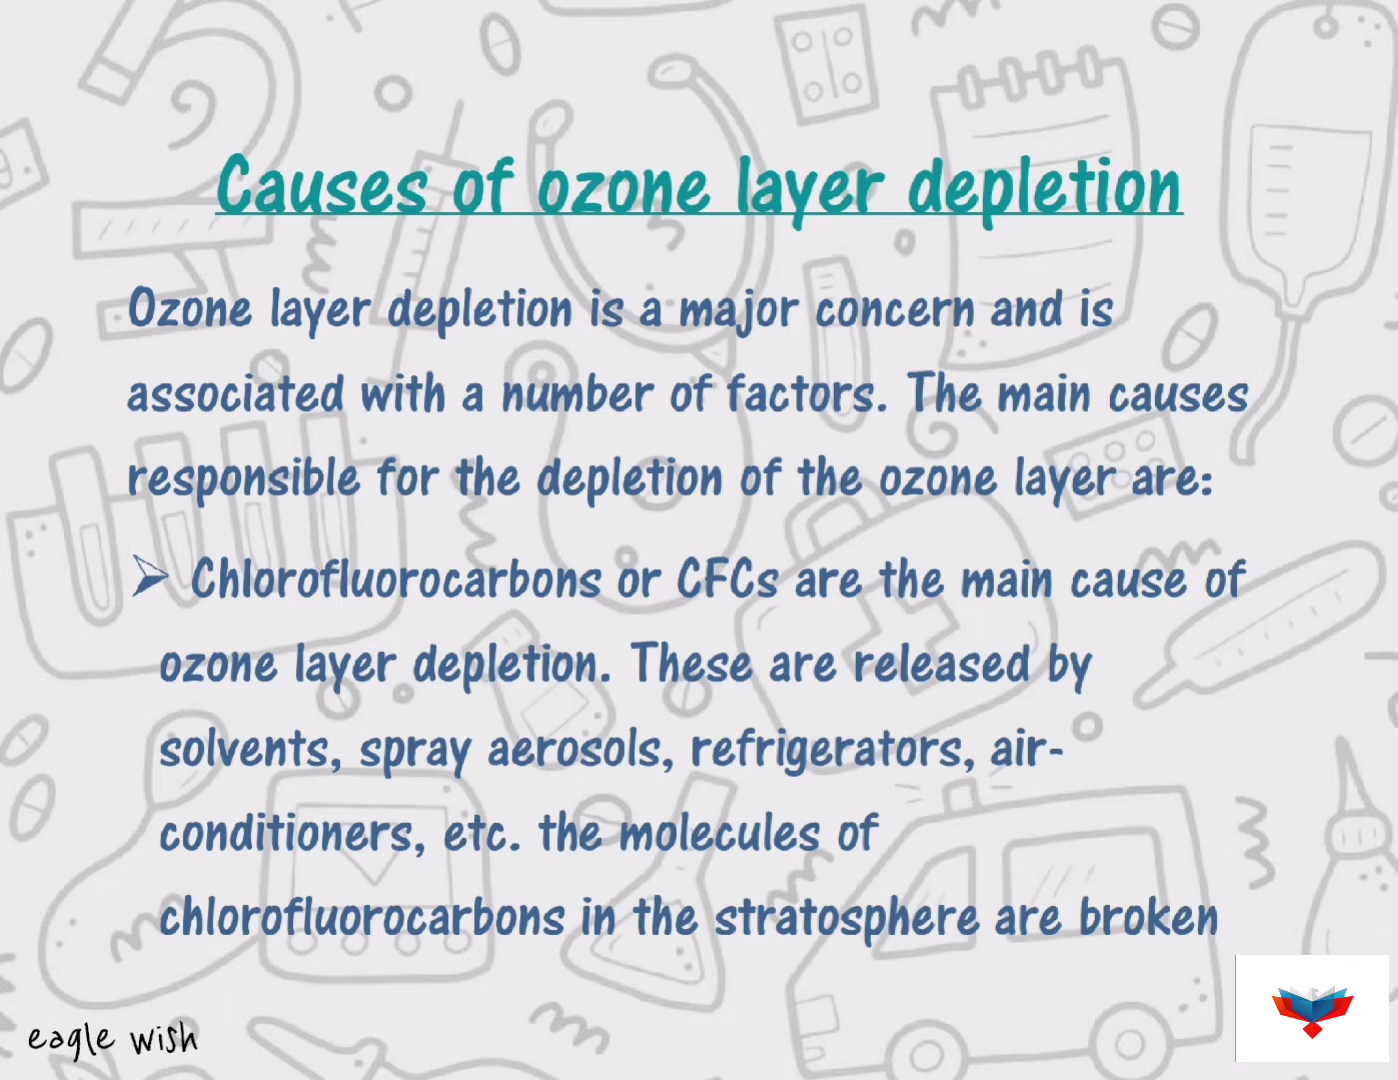 Causes of ozone layer depletion
Ozone layer depletion is a major concern and is
associated with a number of factors. The main causes
responsible for the depletion of the ozone layer are:
➢ Chlorofluorocarbons or CFCs are the main cause of
ozone layer depletion. These are released by
solvents, spray aerosols, refrigerators, air-
conditioners, etc. the molecules of
chlorofluorocarbons in the stratosphere are broken
eagle wish